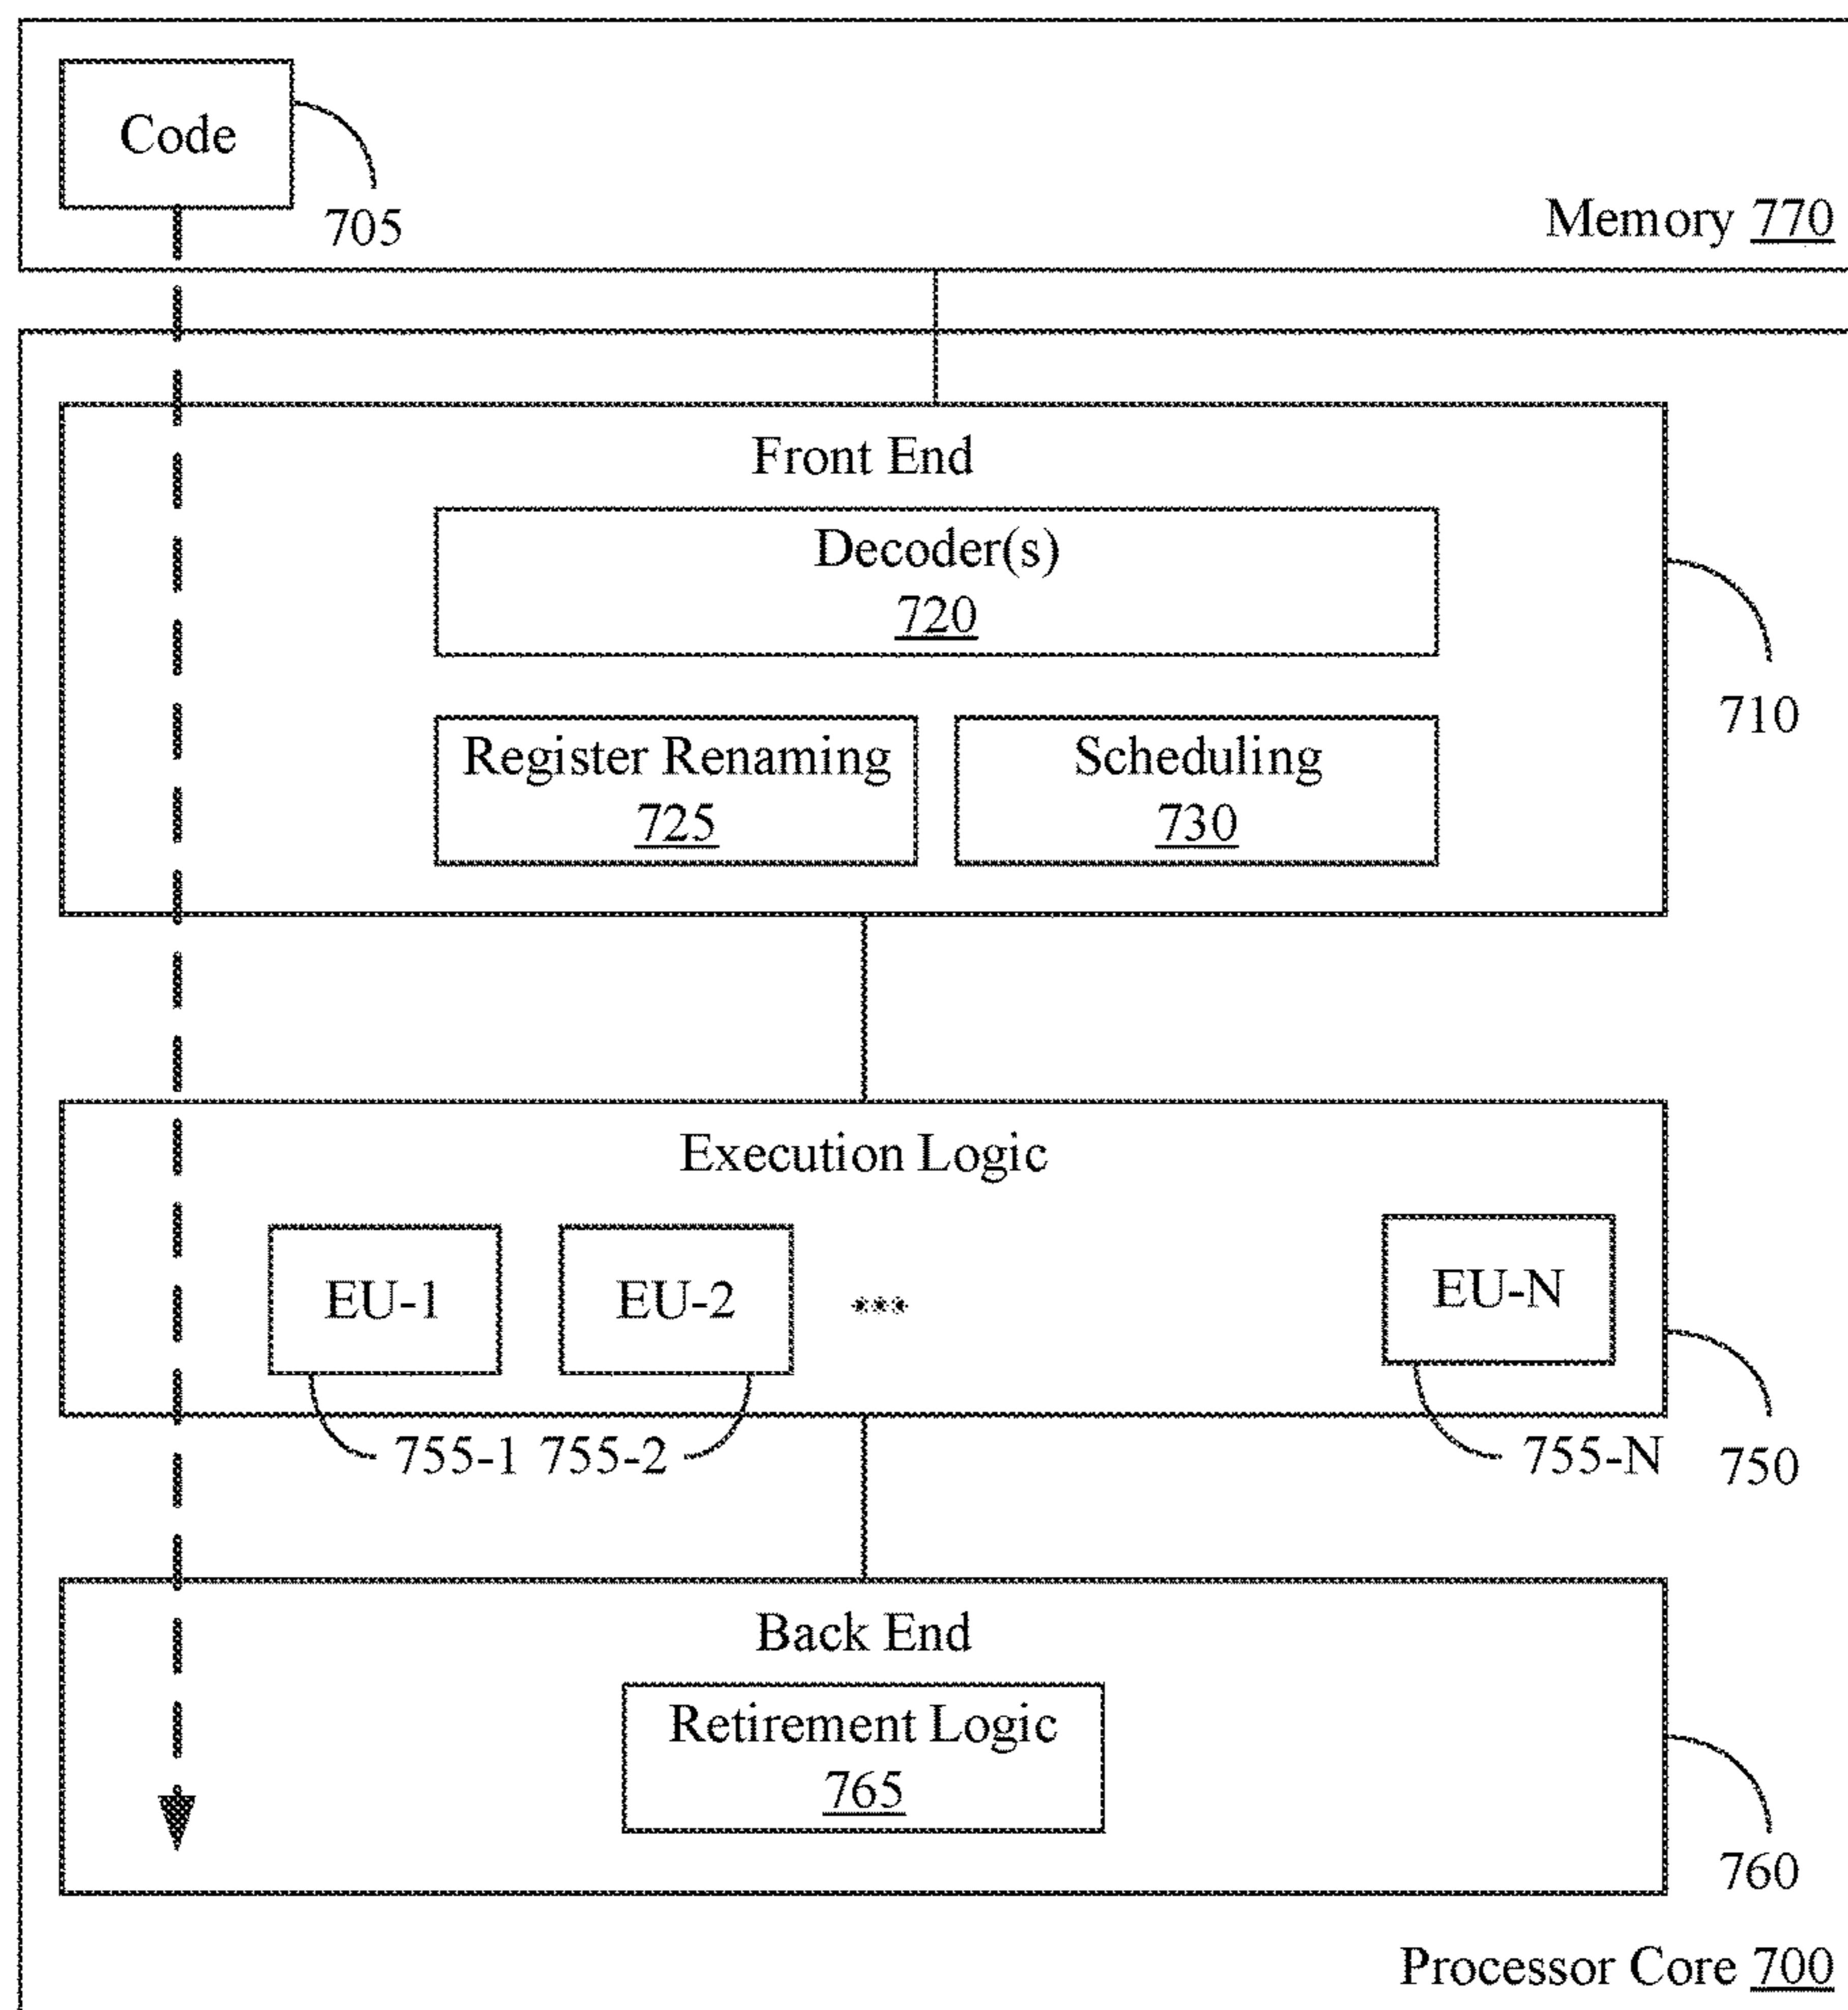 Code
705
Memory 770
Front End
Decoder(s)
720
710
Register Renaming
725
Scheduling
730
Execution Logic
EU-1
EU-2
EU-N
755-1 755-2
755-N
750
Back End
Retirement Logic
765
760
Processor Core 700